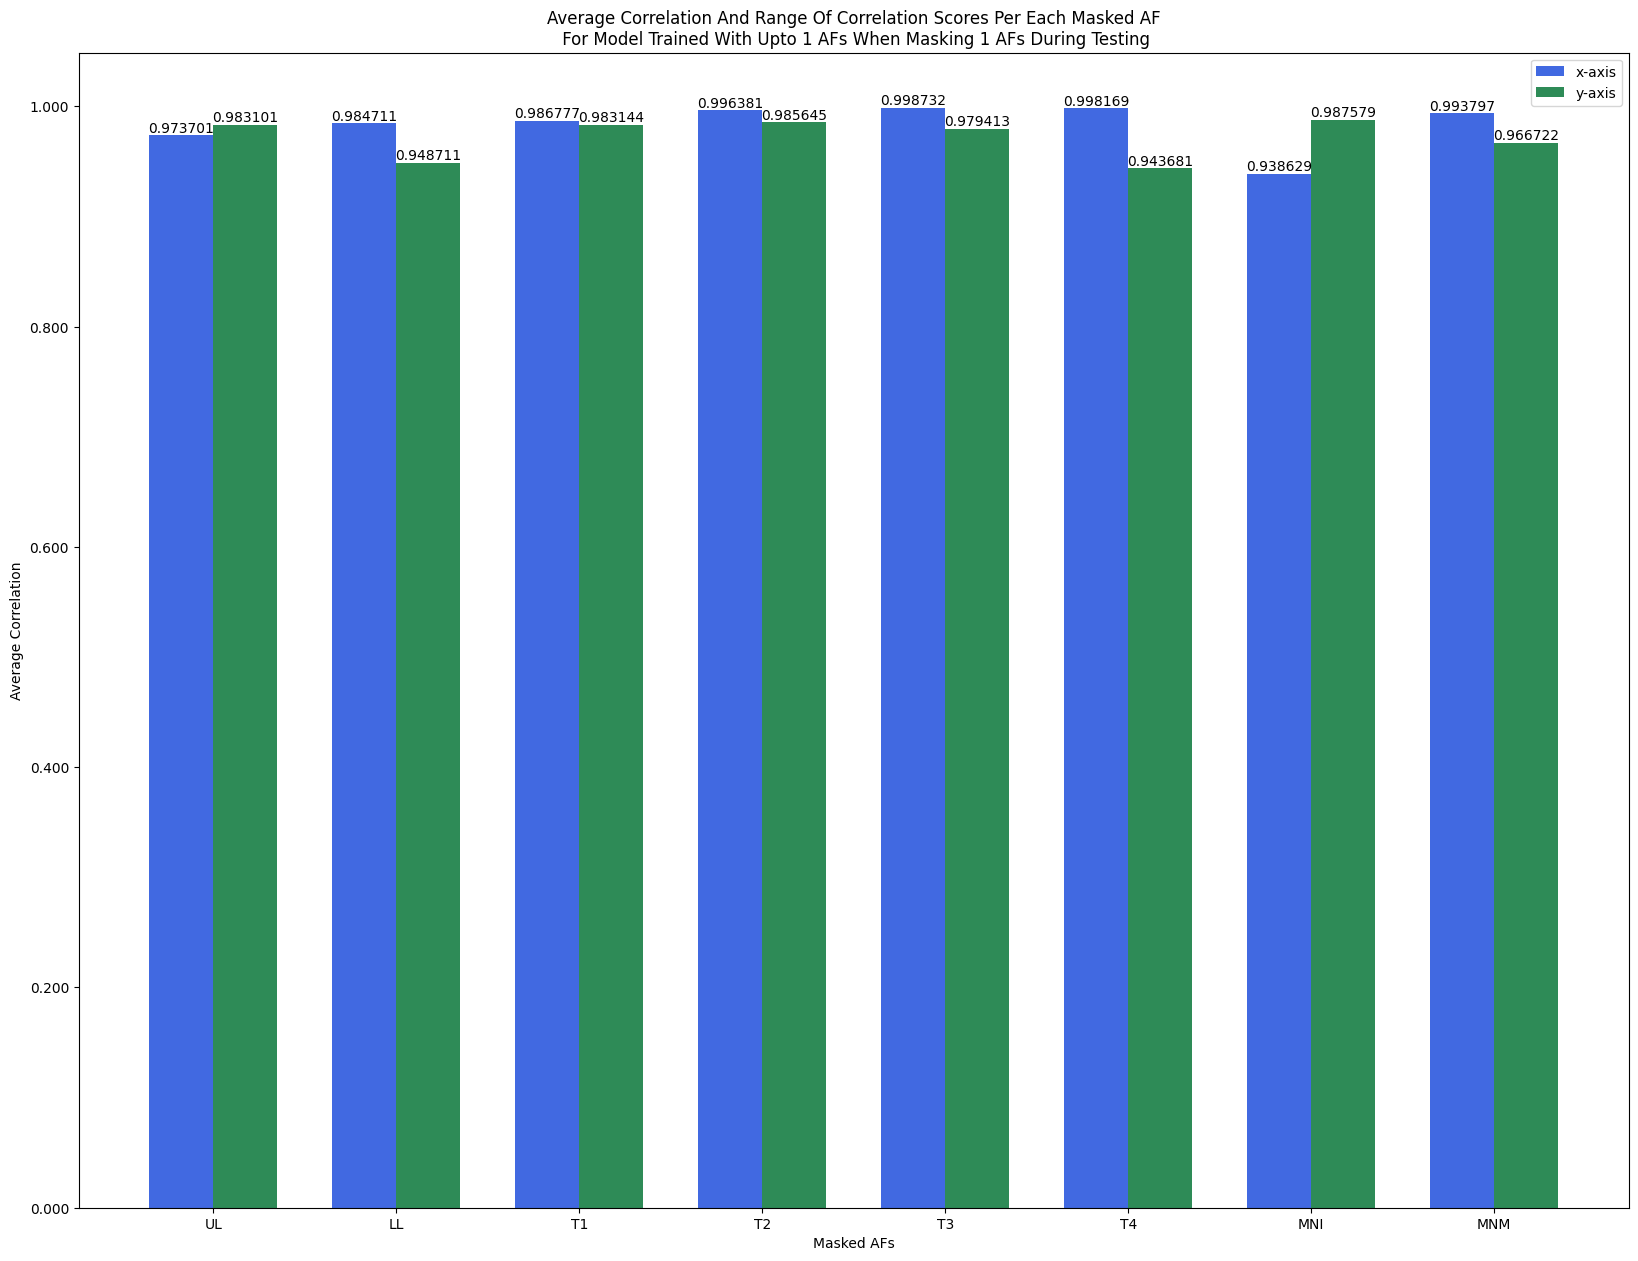 Average Correlation And Range Of Correlation Scores Per Each Masked AF
For Model Trained With Upto 1 AFs When Masking 1 AFs During Testing
x-axis
y-axis
1.000
0.800
0.600
0.400
0.200
0.000
Average Correlation
0.973701
0.983101
0.984711
0.948711
0.986777
0.983144
0.996381
0.985645
0.998732
0.979413
0.998169
0.943681
0.938629
0.987579
0.993797
0.966722
UL
LL
T1
T2
T3
T4
MNI
MNM
Masked AFs